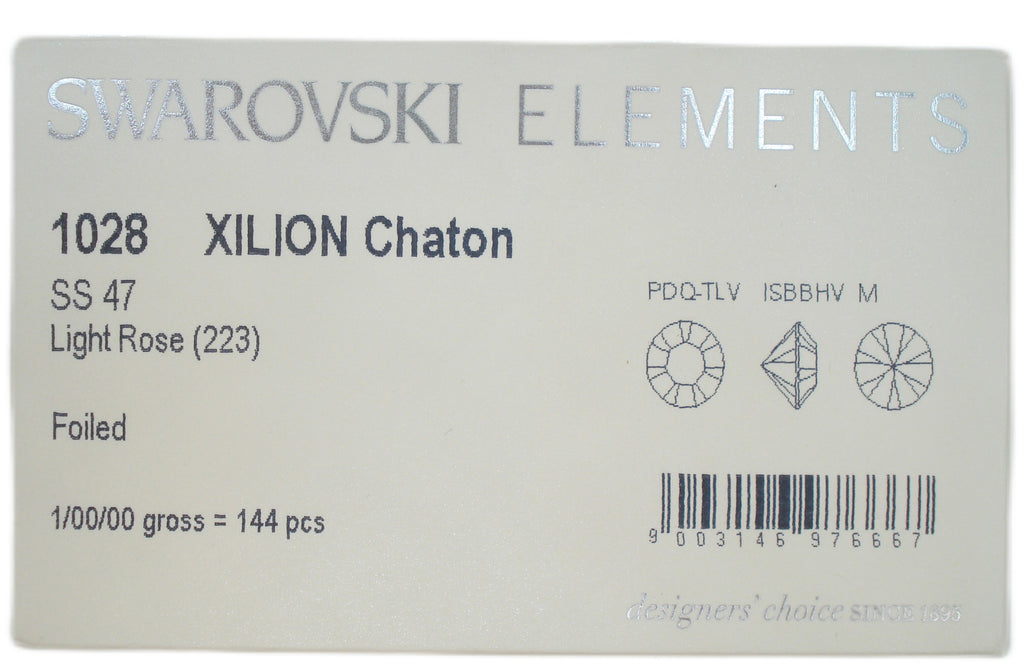 SWAROVSKI ELEMENTS
1028 XILION Chaton
SS 47
Light Rose (223)
Foiled
1/00/00 gross = 144 pcs
PDQ-TLV ISBBHV M
9 003146 976667
designers' choice SINCE 1895